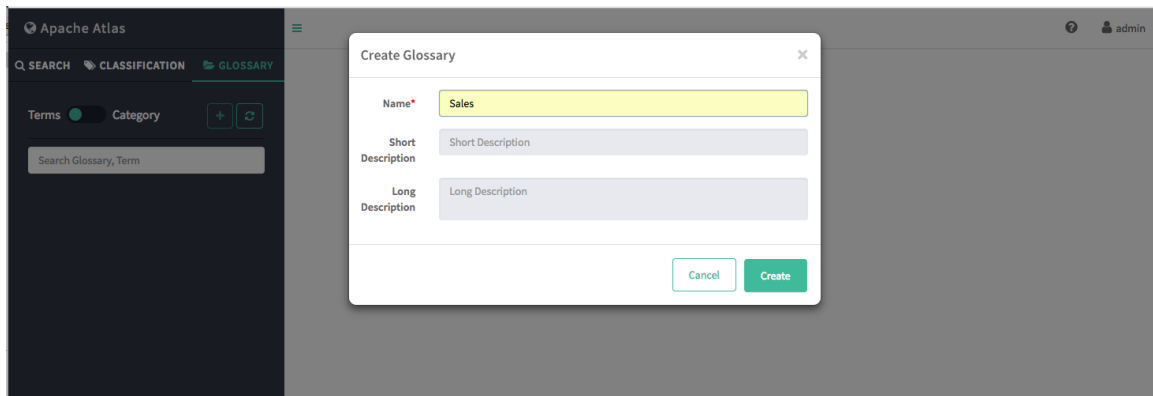 Apache Atlas
admin
SEARCH CLASSIFICATION GLOSSARY
Terms Category
Search Glossary, Term
Create Glossary
Name* Sales
Short Description Short Description
Long Description Long Description
Cancel Create